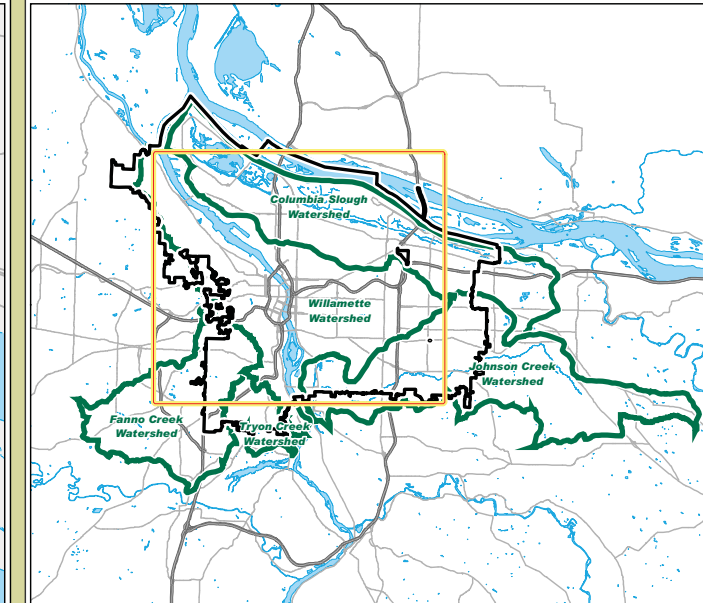 Columbia Slough
Watershed
Willamette
Watershed
Johnson Creek
Watershed
Fanno Creek
Watershed
Tryon Creek
Watershed